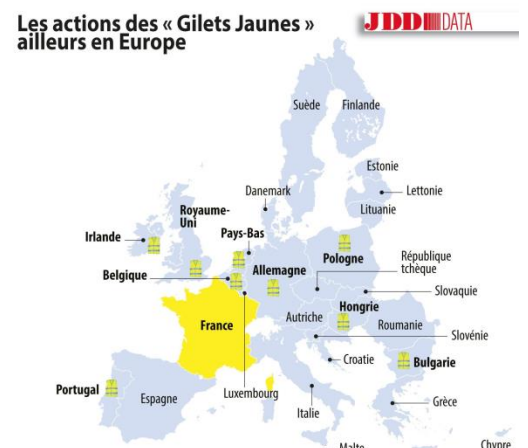 Les actions des « Gilets Jaunes »
ailleurs en Europe
JDD DATA
Suède
Finlande
Estonie
Lettonie
Lituanie
Danemark
Royaume-
Uni
Irlande
Pays-Bas
Belgique
Allemagne
Pologne
République
tchèque
Slovaquie
Hongrie
Autriche
Roumanie
France
Slovénie
Croatie
Bulgarie
Portugal
Espagne
Luxembourg
Italie
Grèce
Malte
Chypre